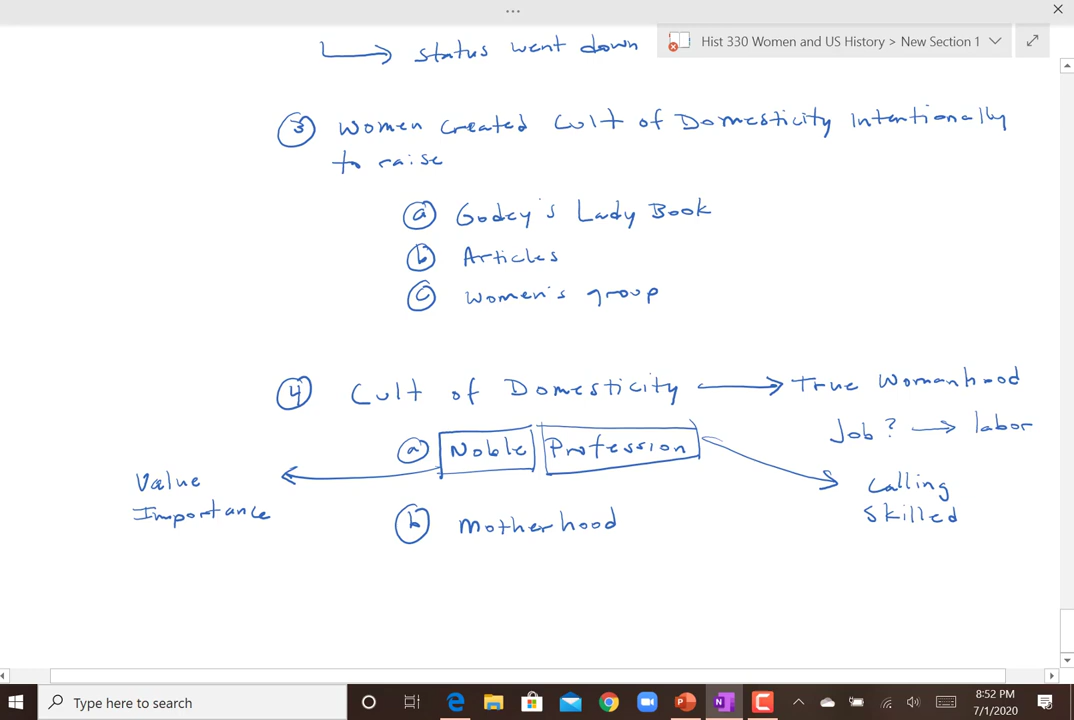 Hist 330 Women and US History > New Section 1
status went down
③ Women Created Cult of Domesticity Intentionally
to raise
ⓐ Godey's Lady Book
ⓑ Articles
ⓒ Women's group
④ Cult of Domesticity → True Womanhood
Job? → labor
ⓐ Noble Profession
Value
Importance
Calling
Skilled
ⓑ Motherhood
Type here to search
8:52 PM
7/1/2020